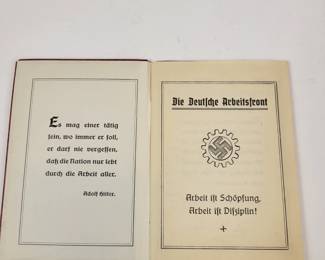 Es mag einer tätig
sein, wo immer er soll,
er darf nie vergessen,
daß die Nation nur lebt
durch die Arbeit aller.
Adolf Hitler.
Die Deutsche Arbeitsfront
Arbeit ist Schöpfung,
Arbeit ist Disziplin!